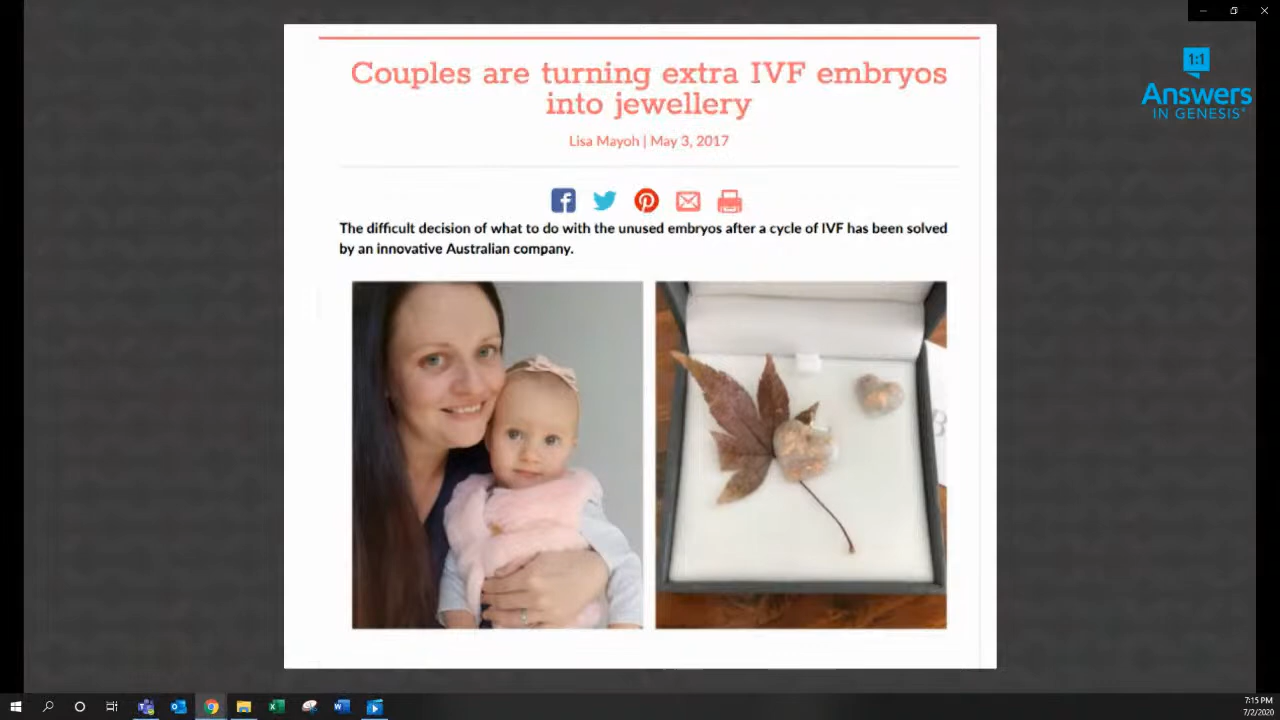 1:1
Answers
IN GENESIS
Couples are turning extra IVF embryos
into jewellery
Lisa Mayoh | May 3, 2017
The difficult decision of what to do with the unused embryos after a cycle of IVF has been solved
by an innovative Australian company.
7:15 PM
7/2/2020